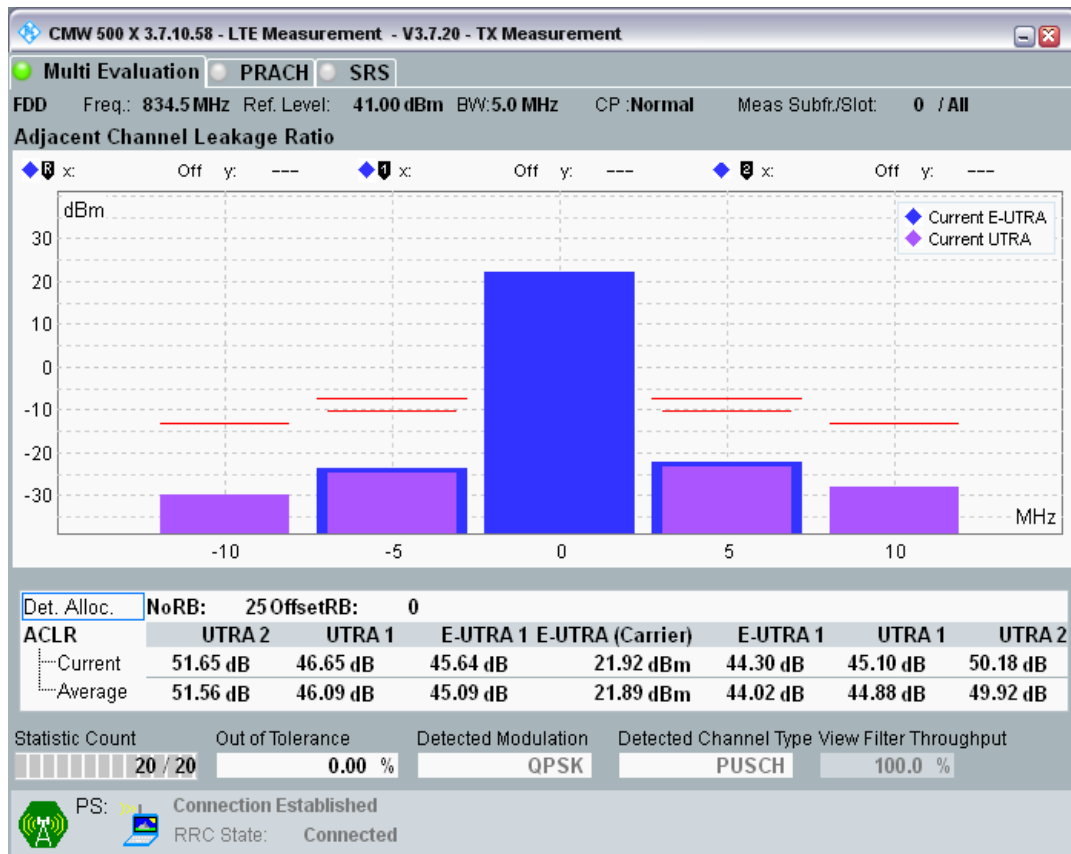 CMW 500 X 3.7.10.58 - LTE Measurement - V3.7.20 - TX Measurement
Multi Evaluation PRACH SRS
FDD Freq.: 834.5 MHz Ref. Level: 41.00 dBm BW:5.0 MHz CP :Normal Meas Subfr./Slot: 0 / All
Adjacent Channel Leakage Ratio
R x: Off y: --- 1 x: Off y: --- 2 x: Off y: ---
dBm
Current E-UTRA
Current UTRA
30
20
10
0
-10
-20
-30
MHz
-10 -5 0 5 10
Det. Alloc. NoRB: 25 OffsetRB: 0
ACLR UTRA 2 UTRA 1 E-UTRA 1 E-UTRA (Carrier) E-UTRA 1 UTRA 1 UTRA 2
Current 51.65 dB 46.65 dB 45.64 dB 21.92 dBm 44.30 dB 45.10 dB 50.18 dB
Average 51.56 dB 46.09 dB 45.09 dB 21.89 dBm 44.02 dB 44.88 dB 49.92 dB
Statistic Count Out of Tolerance Detected Modulation Detected Channel Type View Filter Throughput
20 / 20 0.00 % QPSK PUSCH 100.0 %
PS: Connection Established
RRC State: Connected